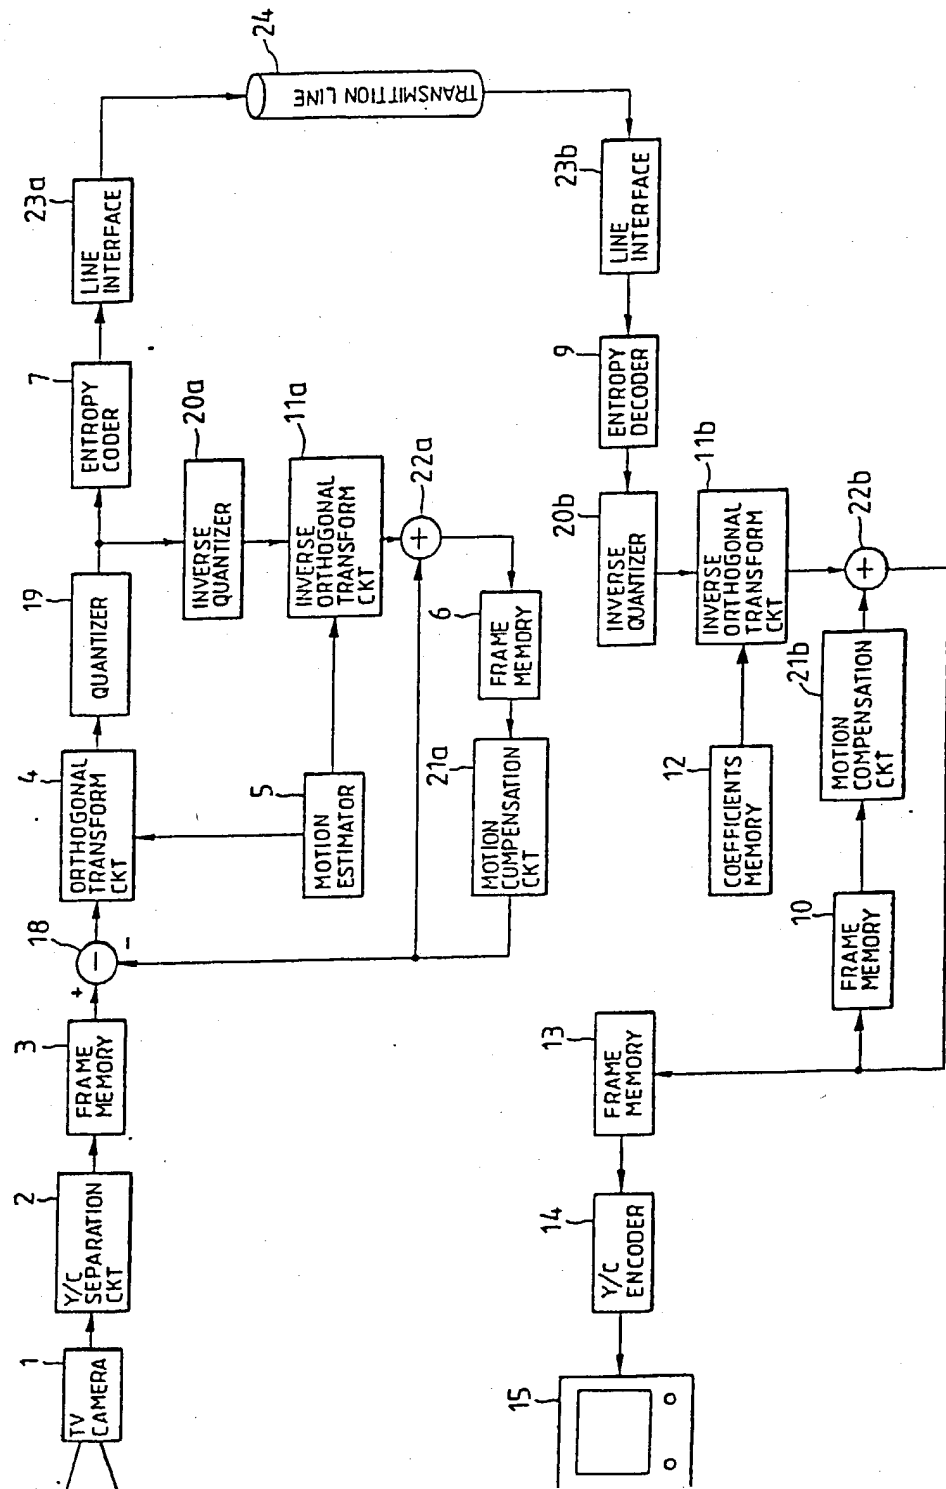 1
TV
CAMERA
2
Y/C
SEPARATION
CKT
3
FRAME
MEMORY
18
+
−
-
4
ORTHOGONAL
TRANSFORM
CKT
19
QUANTIZER
7
ENTROPY
CODER
23a
LINE
INTERFACE
24
TRANSMITTION LINE
5
MOTION
ESTIMATOR
20a
INVERSE
QUANTIZER
11a
INVERSE
ORTHOGONAL
TRANSFORM
CKT
22a
+
6
FRAME
MEMORY
21a
MOTION
CUMPENSATION
CKT
23b
LINE
INTERFACE
9
ENTROPY
DECODER
20b
INVERSE
QUANTIZER
11b
INVERSE
ORTHOGONAL
TRANSFORM
CKT
12
COEFFICIENTS
MEMORY
22b
+
21b
MOTION
COMPENSATION
CKT
10
FRAME
MEMORY
13
FRAME
MEMORY
14
Y/C
ENCODER
15